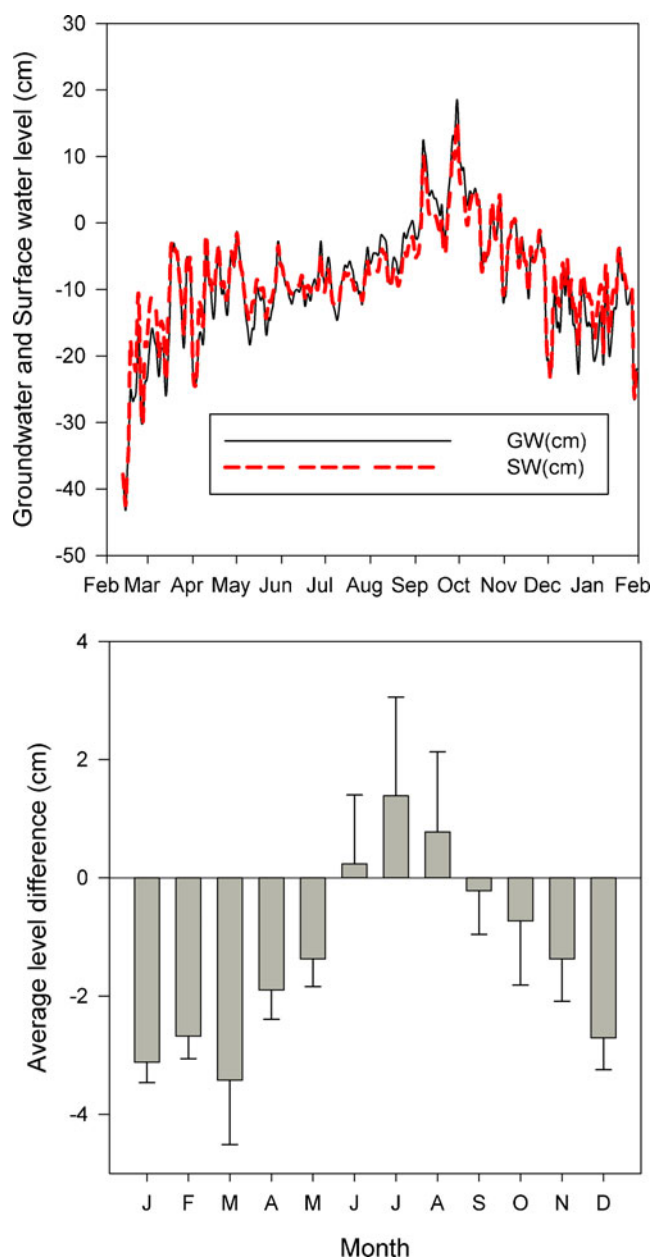 Groundwater and Surface water level (cm)
30
20
10
0
-10
-20
-30
-40
-50
GW(cm)
SW(cm)
Feb Mar Apr May Jun Jul Aug Sep Oct Nov Dec Jan Feb
Average level difference (cm)
4
2
0
-2
-4
J F M A M J J A S O N D
Month